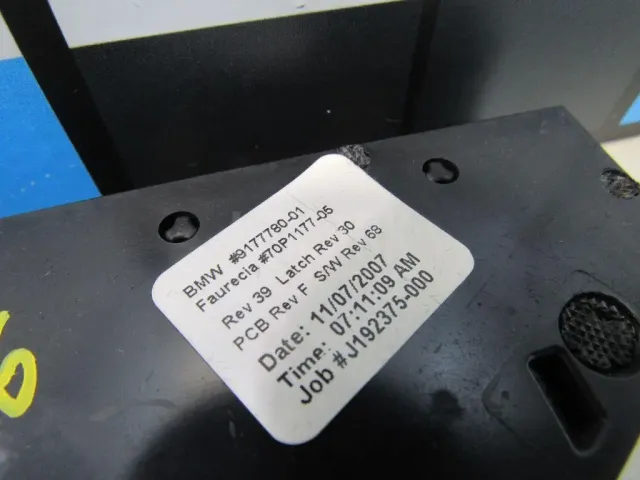 BMW #9177780-01
Faurecia #70P1177-05
Rev 39 Latch Rev 30
PCB Rev F S/W Rev 68
Date: 11/07/2007
Time: 07:11:09 AM
Job #J192375-000
6